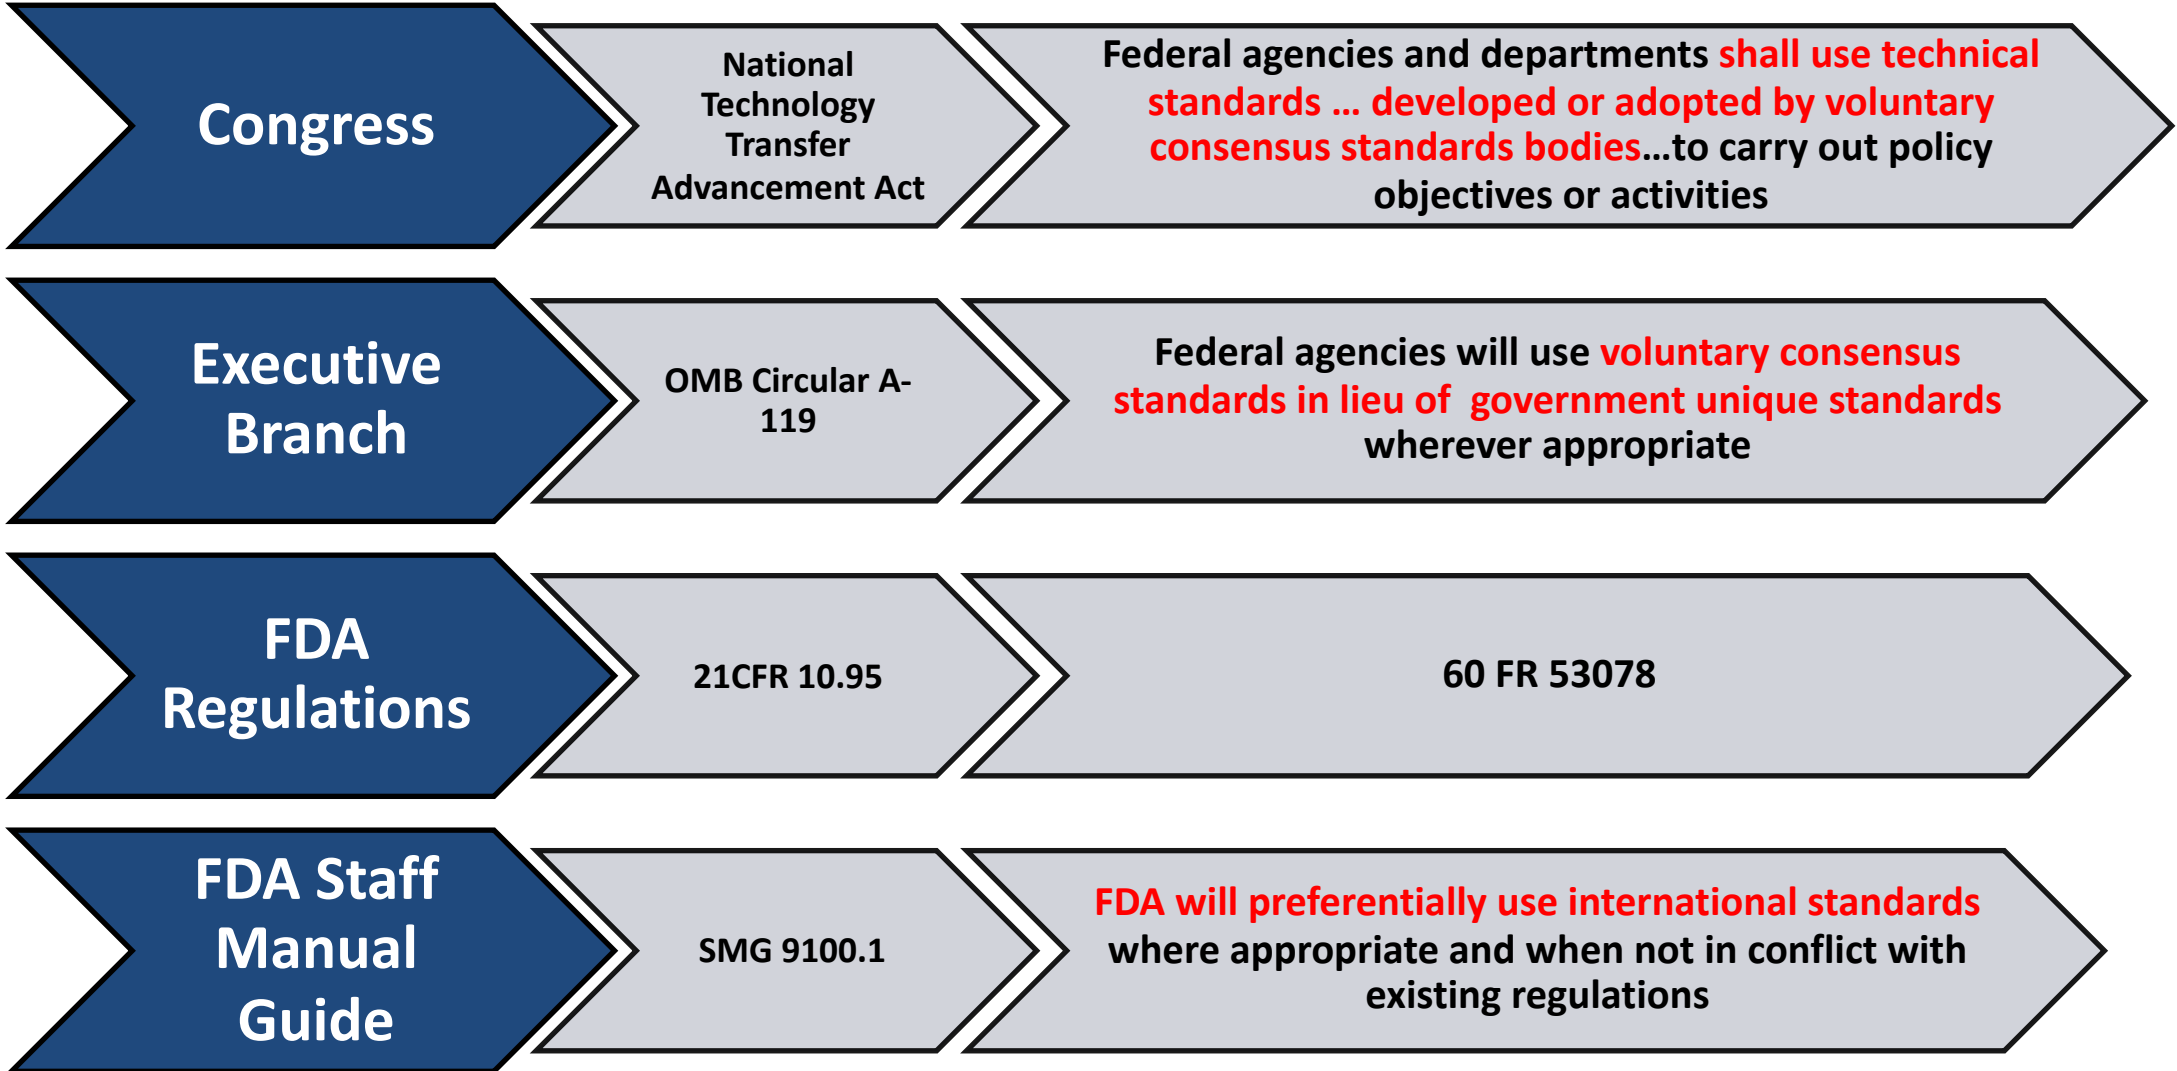 Congress
National
Technology
Transfer
Advancement Act
Federal agencies and departments shall use technical
standards … developed or adopted by voluntary
consensus standards bodies…to carry out policy
objectives or activities
Executive
Branch
OMB Circular A-
119
Federal agencies will use voluntary consensus
standards in lieu of  government unique standards
wherever appropriate
FDA
Regulations
21CFR 10.95
60 FR 53078
FDA Staff
Manual
Guide
SMG 9100.1
FDA will preferentially use international standards
where appropriate and when not in conflict with
existing regulations